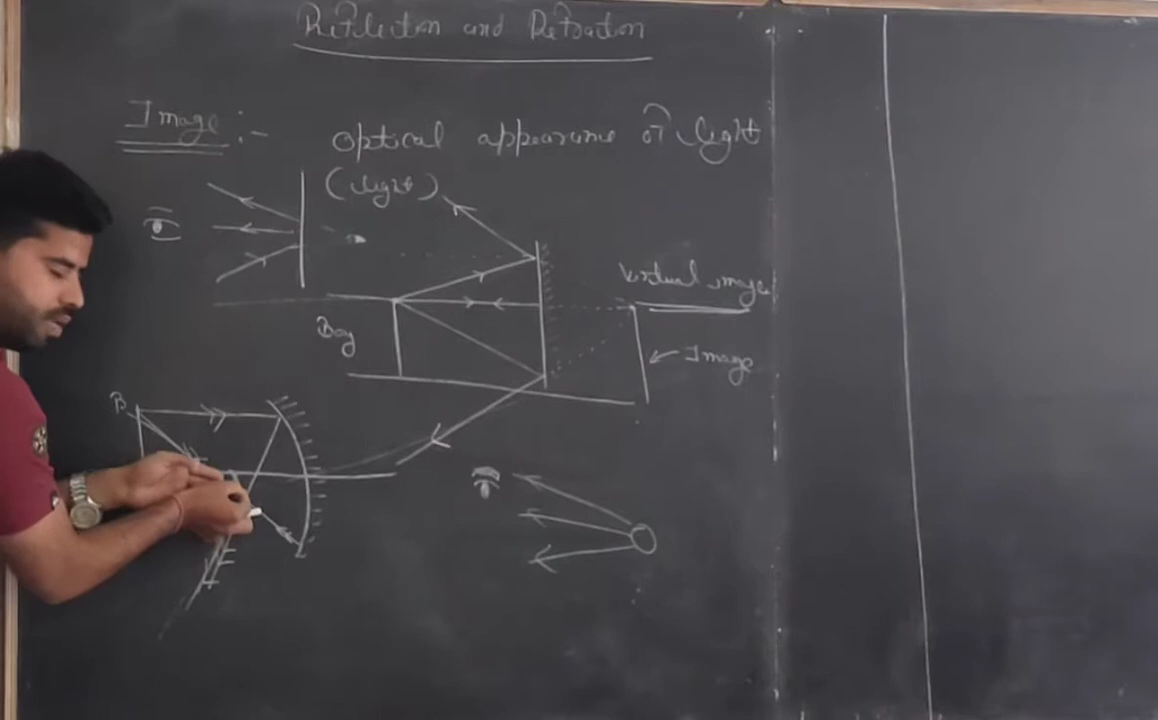 Reflection and Refraction
Image :- optical appearance of light
(light)
Virtual image
Boy
Image
B